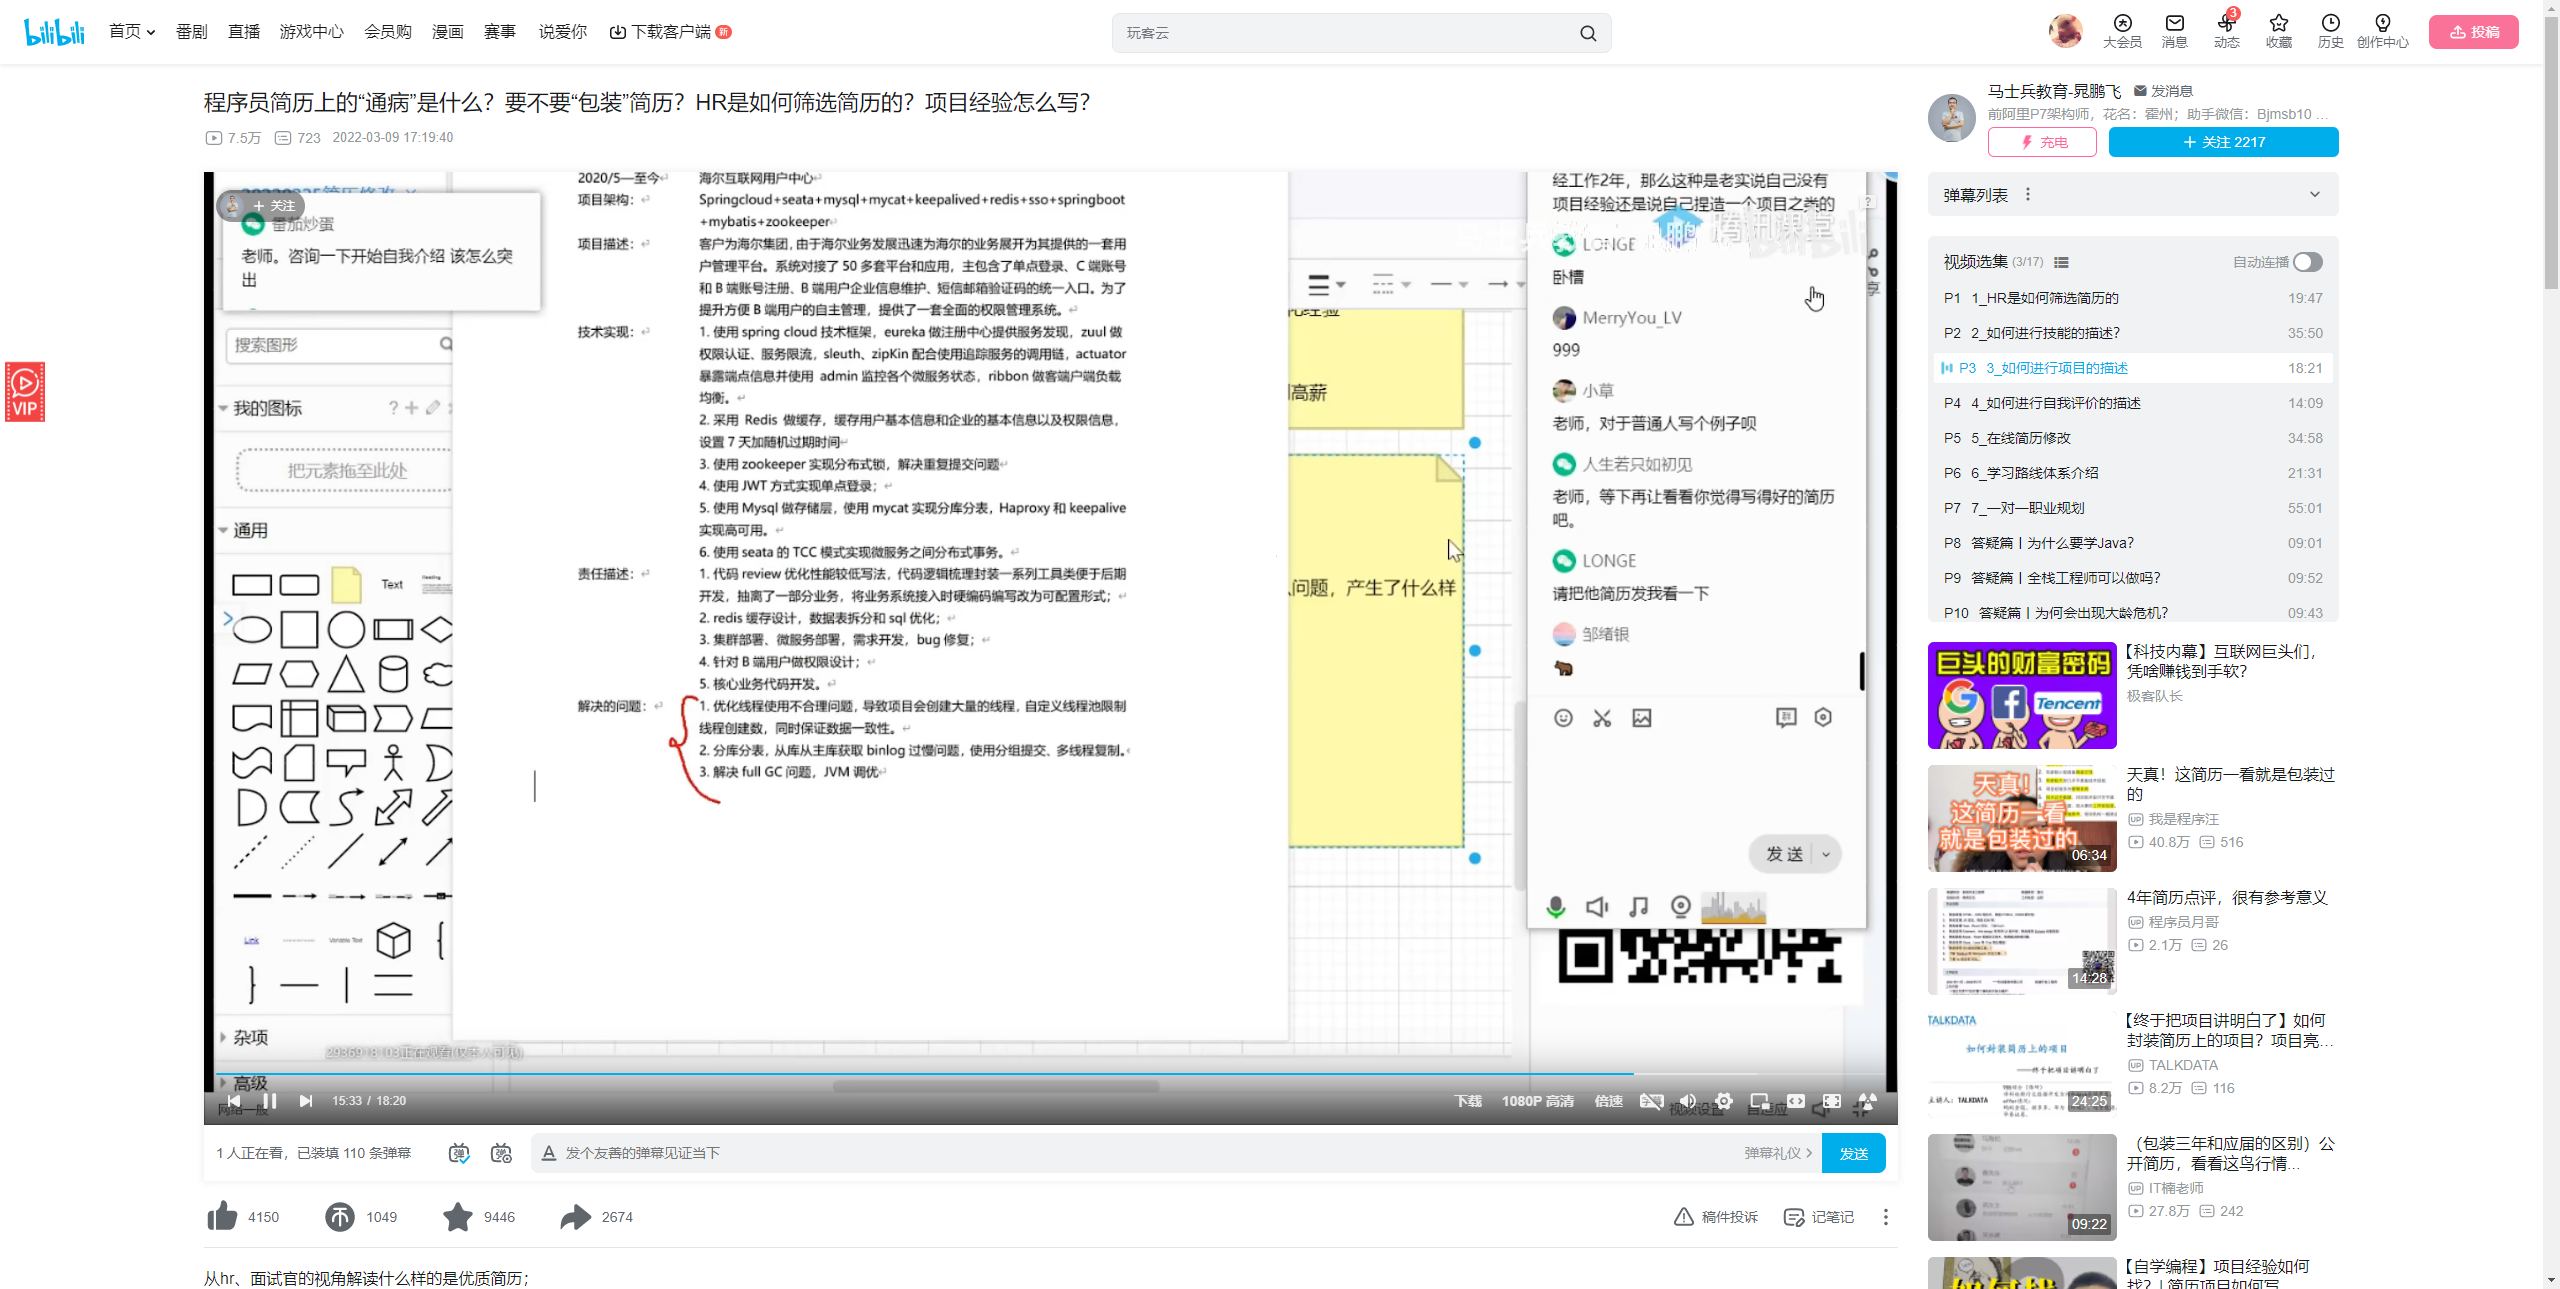 bilibili
首页 番剧 直播 游戏中心 会员购 漫画 赛事 说爱你 下载客户端 新
玩客云
大会员 消息 3 动态 收藏 历史 创作中心 投稿
程序员简历上的“通病”是什么？要不要“包装”简历？HR是如何筛选简历的？项目经验怎么写？
7.5万 723 2022-03-09 17:19:40
+ 关注
番茄炒蛋
老师。咨询一下开始自我介绍 该怎么突
出
搜索图形
我的图标
把元素拖至此处
通用
Text
Heading
Link
Variable Text
杂项
高级
2020/5—至今 海尔互联网用户中心
项目架构： Springcloud+seata+mysql+mycat+keepalived+redis+sso+springboot
+mybatis+zookeeper
项目描述： 客户为海尔集团,由于海尔业务发展迅速为海尔的业务展开为其提供的一套用
户管理平台。系统对接了 50 多套平台和应用，主包含了单点登录、C 端账号
和 B 端账号注册、B 端用户企业信息维护、短信邮箱验证码的统一入口。为了
提升方便 B 端用户的自主管理，提供了一套全面的权限管理系统。
技术实现： 1. 使用 spring cloud 技术框架，eureka 做注册中心提供服务发现，zuul 做
权限认证、服务限流，sleuth、zipKin 配合使用追踪服务的调用链，actuator
暴露端点信息并使用 admin 监控各个微服务状态，ribbon 做客端户端负载
均衡。
2. 采用 Redis 做缓存，缓存用户基本信息和企业的基本信息以及权限信息，
设置 7 天加随机过期时间
3. 使用 zookeeper 实现分布式锁，解决重复提交问题
4. 使用 JWT 方式实现单点登录；
5. 使用 Mysql 做存储层，使用 mycat 实现分库分表，Haproxy 和 keepalive
实现高可用。
6. 使用 seata 的 TCC 模式实现微服务之间分布式事务。
责任描述： 1. 代码 review 优化性能较低写法，代码逻辑梳理封装一系列工具类便于后期
开发，抽离了一部分业务，将业务系统接入时硬编码编写改为可配置形式；
2. redis 缓存设计，数据表拆分和 sql 优化；
3. 集群部署、微服务部署，需求开发，bug 修复；
4. 针对 B 端用户做权限设计；
5. 核心业务代码开发。
解决的问题： 1. 优化线程使用不合理问题，导致项目会创建大量的线程，自定义线程池限制
线程创建数，同时保证数据一致性。
2. 分库分表，从库从主库获取 binlog 过慢问题，使用分组提交、多线程复制。
3. 解决 full GC 问题，JVM 调优
高薪
问题，产生了什么样
经工作2年，那么这种是老实说自己没有
项目经验还是说自己捏造一个项目之类的
腾讯课堂
bilibili
LONGE
卧槽
MerryYou_LV
999
小草
老师，对于普通人写个例子呗
人生若只如初见
老师，等下再让看看你觉得写得好的简历
吧。
LONGE
请把他简历发我看一下
邹绪银
发 送
享
15:33 / 18:20
下载 1080P 高清 倍速
视频设置 自适应
1 人正在看，已装填 110 条弹幕
发个友善的弹幕见证当下
弹幕礼仪 > 发送
4150 1049 9446 2674
稿件投诉 记笔记
从hr、面试官的视角解读什么样的是优质简历；
VIP
马士兵教育-晁鹏飞 发消息
前阿里P7架构师，花名：霍州；助手微信：Bjmsb10 ...
充电 + 关注 2217
弹幕列表
视频选集 (3/17) 自动连播
P1 1_HR是如何筛选简历的 19:47
P2 2_如何进行技能的描述? 35:50
P3 3_如何进行项目的描述 18:21
P4 4_如何进行自我评价的描述 14:09
P5 5_在线简历修改 34:58
P6 6_学习路线体系介绍 21:31
P7 7_一对一职业规划 55:01
P8 答疑篇丨为什么要学Java? 09:01
P9 答疑篇丨全栈工程师可以做吗? 09:52
P10 答疑篇丨为何会出现大龄危机? 09:43
巨头的财富密码
Tencent
【科技内幕】互联网巨头们，
凭啥赚钱到手软？
极客队长
天真!
这简历一看
就是包装过的
06:34
天真！这简历一看就是包装过
的
我是程序汪
40.8万 516
14:28
4年简历点评，很有参考意义
程序员月哥
2.1万 26
TALKDATA
如何封装简历上的项目
——终于把项目讲明白了
主讲人：TALKDATA
24:25
【终于把项目讲明白了】如何
封装简历上的项目？项目亮...
TALKDATA
8.2万 116
09:22
（包装三年和应届的区别）公
开简历，看看这鸟行情...
IT楠老师
27.8万 242
【自学编程】项目经验如何
找？| 简历项目如何写